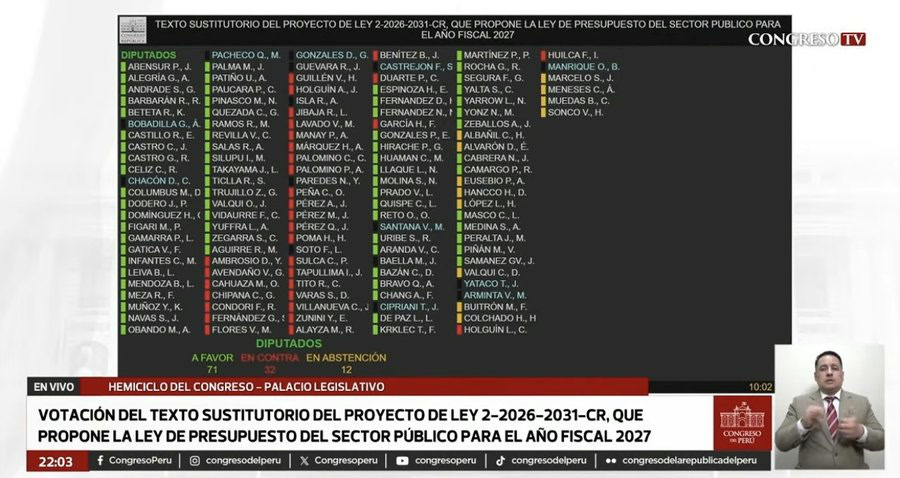 TEXTO SUSTITUTORIO DEL PROYECTO DE LEY 2-2026-2031-CR, QUE PROPONE LA LEY DE PRESUPUESTO DEL SECTOR PUBLICO PARA
EL AÑO FISCAL 2027
CONGRESO TV
CONGRESO
DIPUTADOS
ABENSUR P., J.
ALEGRÍA G., A.
ANDRADE S., G.
BARBARÁN R., R.
BETETA R., K.
BOBADILLA G., A.
CASTILLO R., E.
CASTRO C., J.
CASTRO G., R.
CELIZ C., R.
CHACÓN D., C.
COLUMBUS M., D
DODERO J., P.
DOMÍNGUEZ H., C
FIGARI M., P.
GAMARRA P., L.
GATICA V., F.
INFANTES C., M.
LEIVA B., L.
MENDOZA B., L.
MEZA R., F.
MUÑOZ Y., K.
NAVAS S., J.
OBANDO M., A.
PACHECO Q., M.
PALMA M., J.
PATIÑO U., A.
PAUCARA P., C.
PINASCO M., N.
QUEZADA C., G.
RAMOS R., M.
REVILLA V., C.
SALAS R., A.
SILUPU I., M.
TAKAYAMA J., L.
TICLLA R., S.
TRUJILLO Z., G.
VALQUI O., J.
VIDAURRE F., C.
YUFFRA L., A.
ZEGARRA S., C.
AGUIRRE R., M.
AMBROSIO D., Y.
AVENDAÑO V., G.
CAHUAZA M., O.
CHIPANA C., G.
CONDORI F., R.
FERNÁNDEZ G., S
FLORES V., M.
GONZALES D., G.
GUEVARA R., J.
GUILLÉN V., H.
HOLGUÍN A., J.
ISLA R., A.
JIBAJA R., L.
LAVADO V., M.
MANAY P., A.
MÁRQUEZ H., A.
PALOMINO C., C.
PALOMINO P., A.
PAREDES N., Y.
PEÑA C., O.
PÉREZ A., J.
PÉREZ M., J.
PÉREZ Q., J.
POMA H., H.
SOTO F., L.
SULCA P., C.
TAPULLIMA I., J.
TITO R., C.
VARAS S., D.
VILLANUEVA C., J
ZUNINI Y., E.
ALAYZA M., R.
BENÍTEZ B., J.
CASTREJON F., S
DUARTE P., C.
ESPINOZA H., E.
FERNANDEZ D., F
FERNANDEZ N.,
GARCÍA H., F.
GONZALES P., E.
HIRACHE P., G.
HUAMAN C., M.
LLAQUE L., N.
MOLINA S., N.
PRADO V., L.
QUISPE C., L.
RETO O., O.
SANTANA V., M.
URIBE S., R.
ARANDA V., C.
BAELLA M., J.
BAZÁN C., D.
BRAVO Q., A.
CHANG A., F.
CIPRIANI T., J.
DE PAZ L., L.
KRKLEC T., F.
MARTÍNEZ P., P.
ROCHA G., R.
SEGURA F., G.
YALTA S., C.
YARROW L., N.
YONZ N., M.
ZEBALLOS A., J.
ALBAÑIL C., H.
ALVARÓN D., É.
CABRERA N., J.
CAMARGO P., R.
EUSEBIO P., A.
HANCCO H., D.
LÓPEZ L., H.
MASCO C., L.
MEDINA S., A.
PERALTA J., M.
PIÑÁN M., V.
SAMANEZ GV., J.
VALQUI C., D.
YATACO T., J.
ARMINTA V., M.
BUITRÓN M., F.
COLCHADO H., H
HOLGUÍN L., C.
HUILCA F., I.
MANRIQUE O., B.
MARCELO S., J.
MENESES C., Á.
MUEDAS B., C.
SONCO V., H.
DIPUTADOS
A FAVOR EN CONTRA EN ABSTENCIÓN
71 32 12
10:02
EN VIVO HEMICICLO DEL CONGRESO – PALACIO LEGISLATIVO
VOTACIÓN DEL TEXTO SUSTITUTORIO DEL PROYECTO DE LEY 2-2026-2031-CR, QUE
PROPONE LA LEY DE PRESUPUESTO DEL SECTOR PÚBLICO PARA EL AÑO FISCAL 2027
CONGRESO
DEL PERÚ
22:03 CongresoPeru congresodelperu CongresoPeru congresodelperu congresodelperu congresodelarepublicadelperu